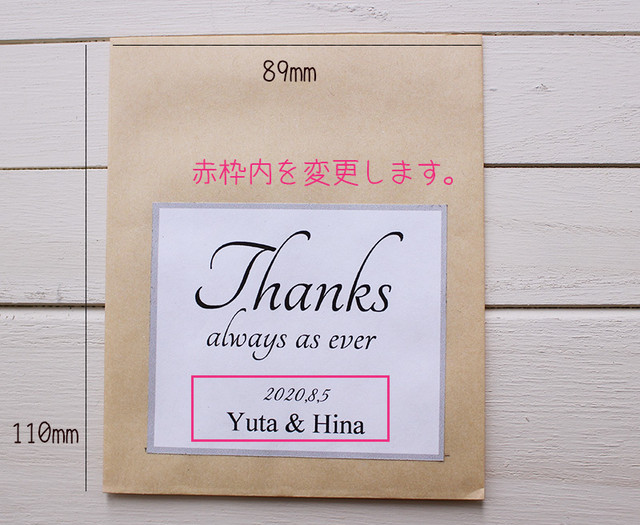 89mm
赤枠内を変更します。
Thanks
always as ever
2020,8,5
Yuta & Hina
110mm